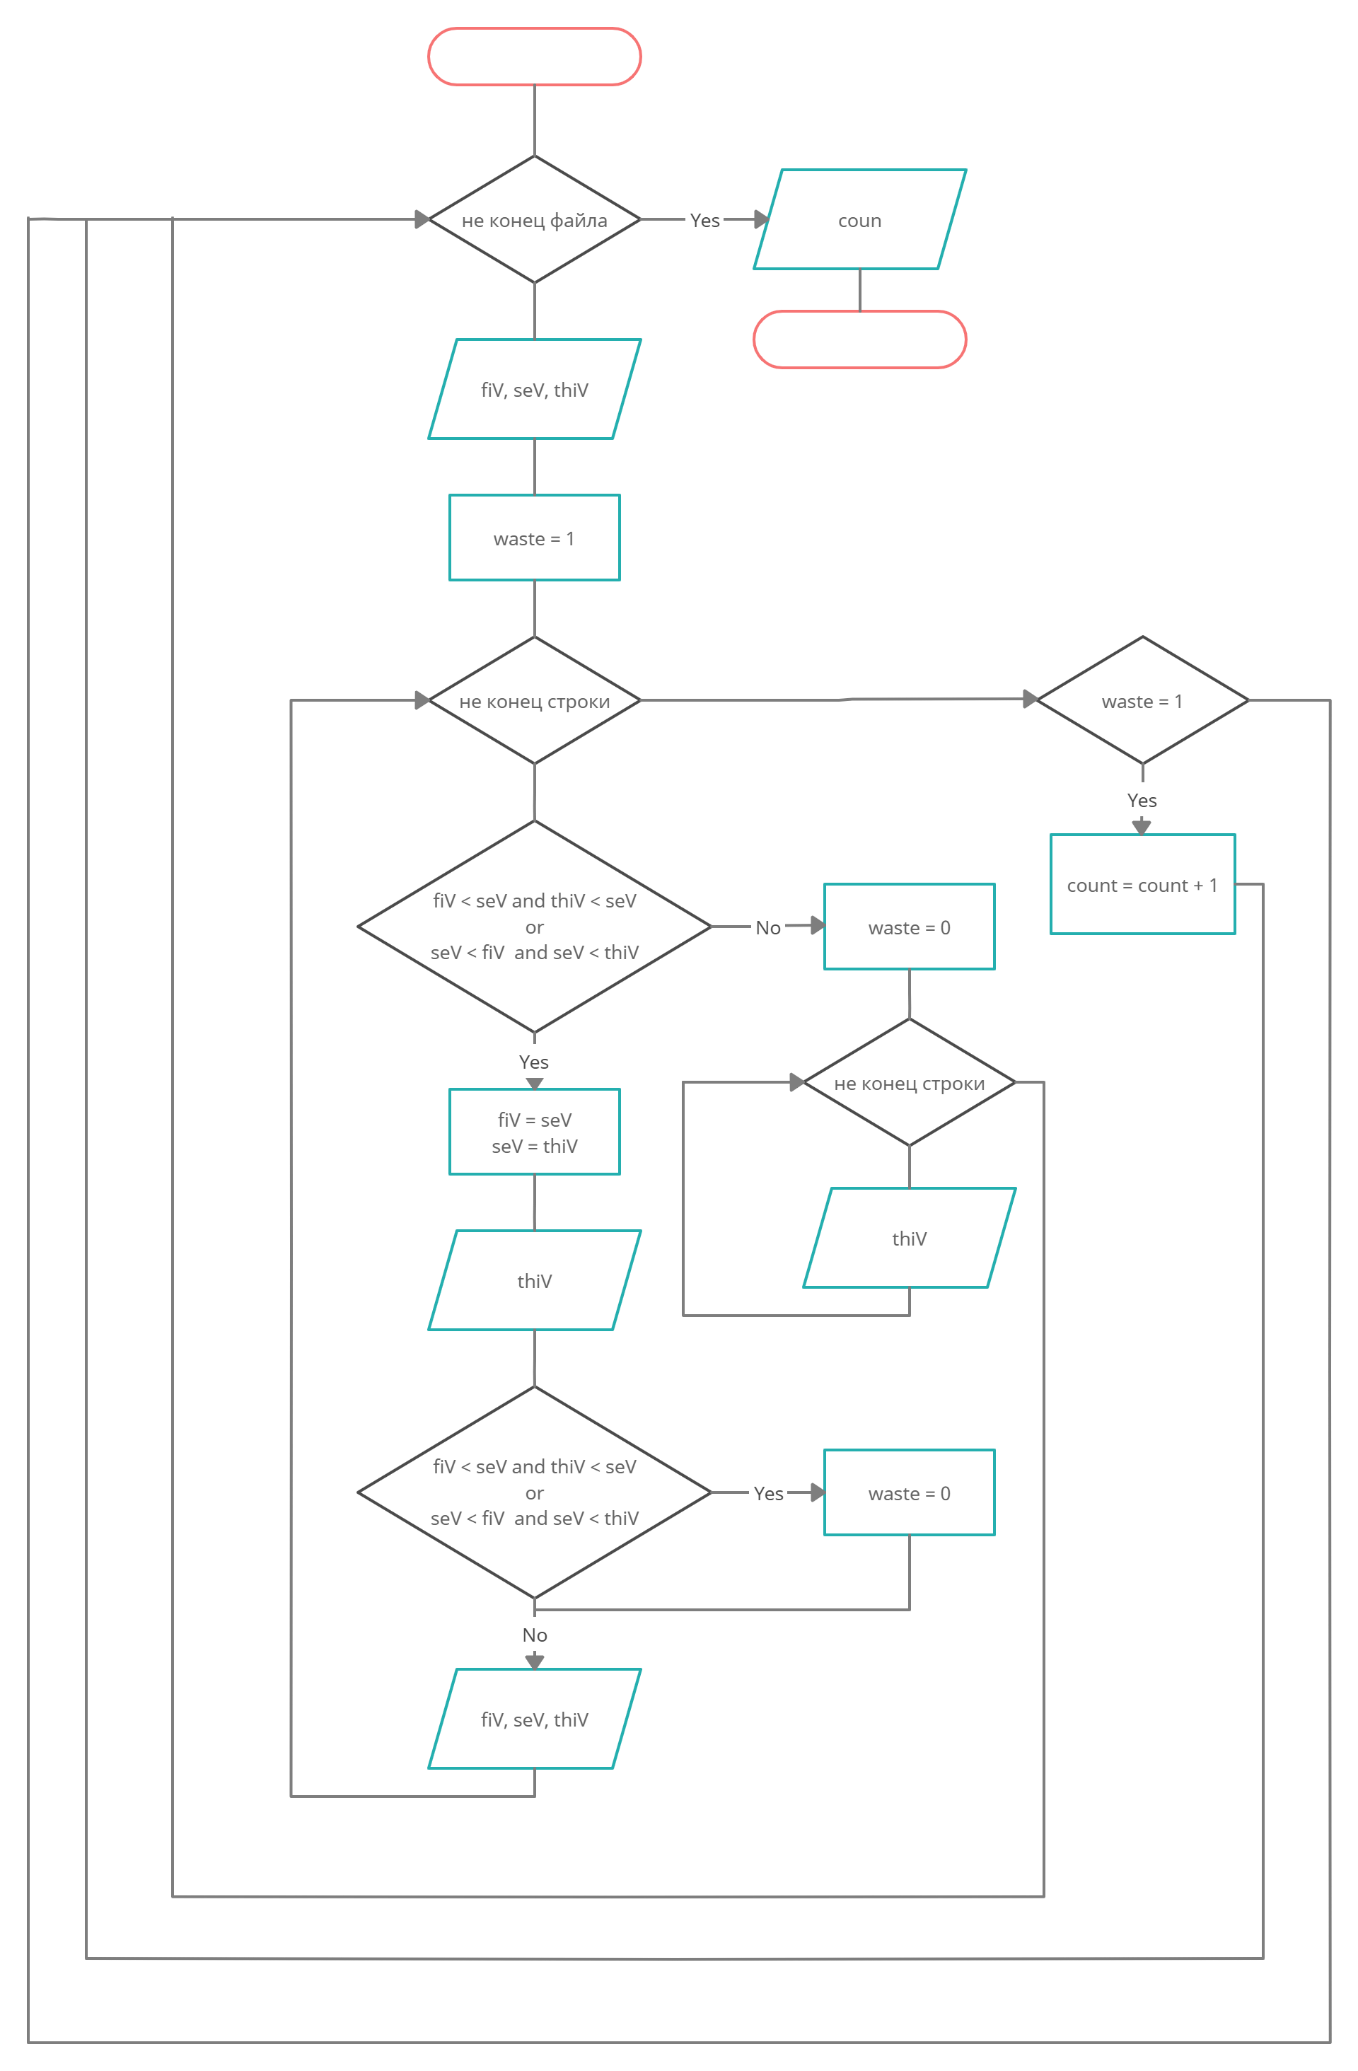 не конец файла
Yes
coun
fiV, seV, thiV
waste = 1
не конец строки
waste = 1
Yes
count = count + 1
fiV < seV and thiV < seV
or
seV < fiV  and seV < thiV
No
waste = 0
не конец строки
thiV
Yes
fiV = seV
seV = thiV
thiV
fiV < seV and thiV < seV
or
seV < fiV  and seV < thiV
Yes
waste = 0
No
fiV, seV, thiV